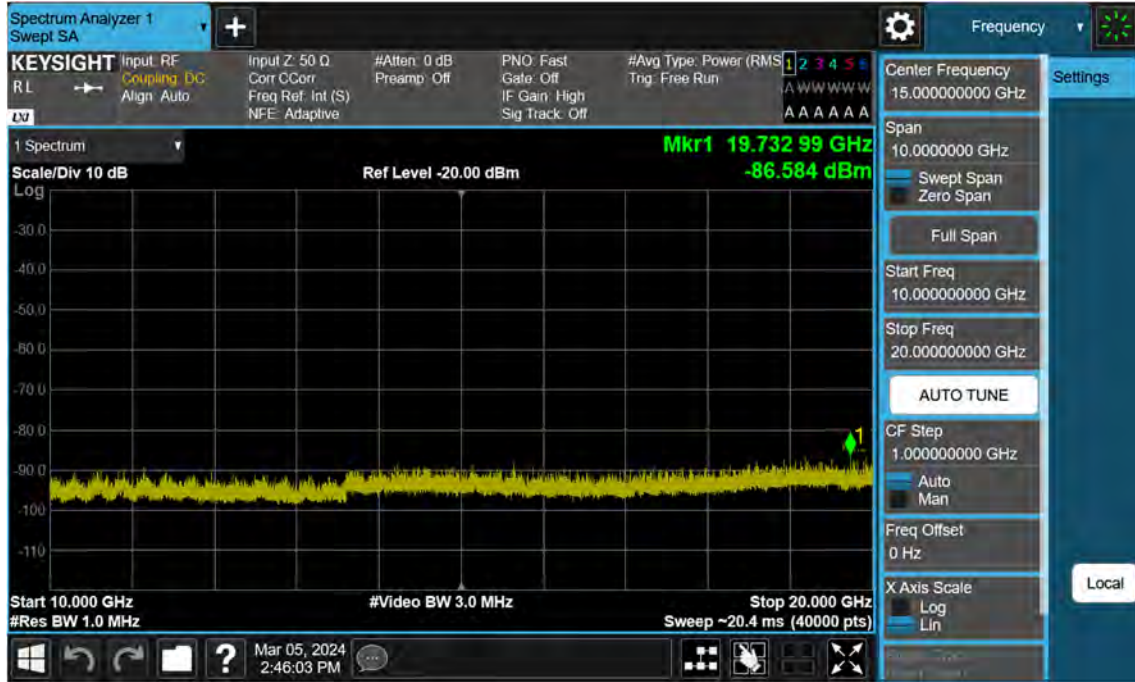 Spectrum Analyzer 1
Swept SA
Frequency
KEYSIGHT
RL
LXI
Input: RF
Coupling: DC
Align: Auto
Input Z: 50 Ω
Corr CCorr
Freq Ref: Int (S)
NFE: Adaptive
#Atten: 0 dB
Preamp: Off
PNO: Fast
Gate: Off
IF Gain: High
Sig Track: Off
#Avg Type: Power (RMS
Trig: Free Run
1 2 3 4 5 6
A W W W W W
A A A A A A
1 Spectrum
Mkr1 19.732 99 GHz
-86.584 dBm
Scale/Div 10 dB
Ref Level -20.00 dBm
Log
-30.0
-40.0
-50.0
-60.0
-70.0
-80.0
-90.0
-100
-110
1
Start 10.000 GHz
#Video BW 3.0 MHz
Stop 20.000 GHz
#Res BW 1.0 MHz
Sweep ~20.4 ms (40000 pts)
Mar 05, 2024
2:46:03 PM
Center Frequency
15.000000000 GHz
Span
10.0000000 GHz
Swept Span
Zero Span
Full Span
Start Freq
10.000000000 GHz
Stop Freq
20.000000000 GHz
AUTO TUNE
CF Step
1.000000000 GHz
Auto
Man
Freq Offset
0 Hz
X Axis Scale
Log
Lin
Settings
Local